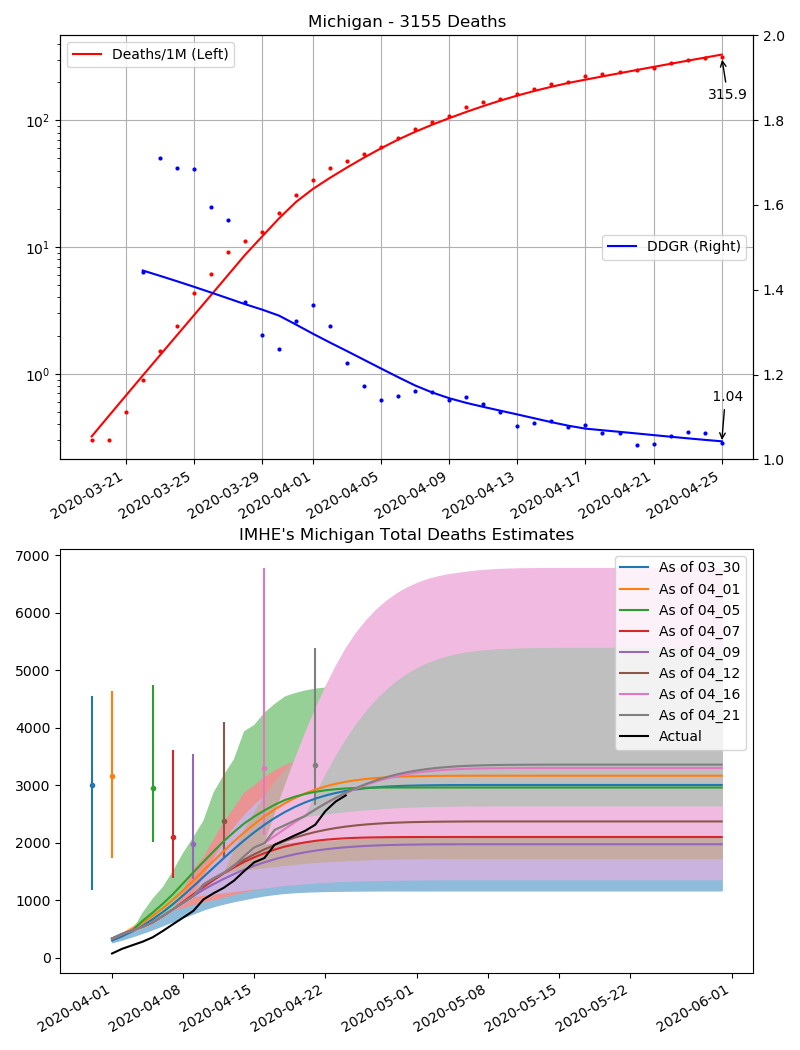 Michigan - 3155 Deaths
Deaths/1M (Left)
DDGR (Right)
315.9
1.04
10²
10¹
10⁰
2.0
1.8
1.6
1.4
1.2
1.0
2020-03-21
2020-03-25
2020-03-29
2020-04-01
2020-04-05
2020-04-09
2020-04-13
2020-04-17
2020-04-21
2020-04-25
IMHE's Michigan Total Deaths Estimates
7000
6000
5000
4000
3000
2000
1000
0
As of 03_30
As of 04_01
As of 04_05
As of 04_07
As of 04_09
As of 04_12
As of 04_16
As of 04_21
Actual
2020-04-01
2020-04-08
2020-04-15
2020-04-22
2020-05-01
2020-05-08
2020-05-15
2020-05-22
2020-06-01